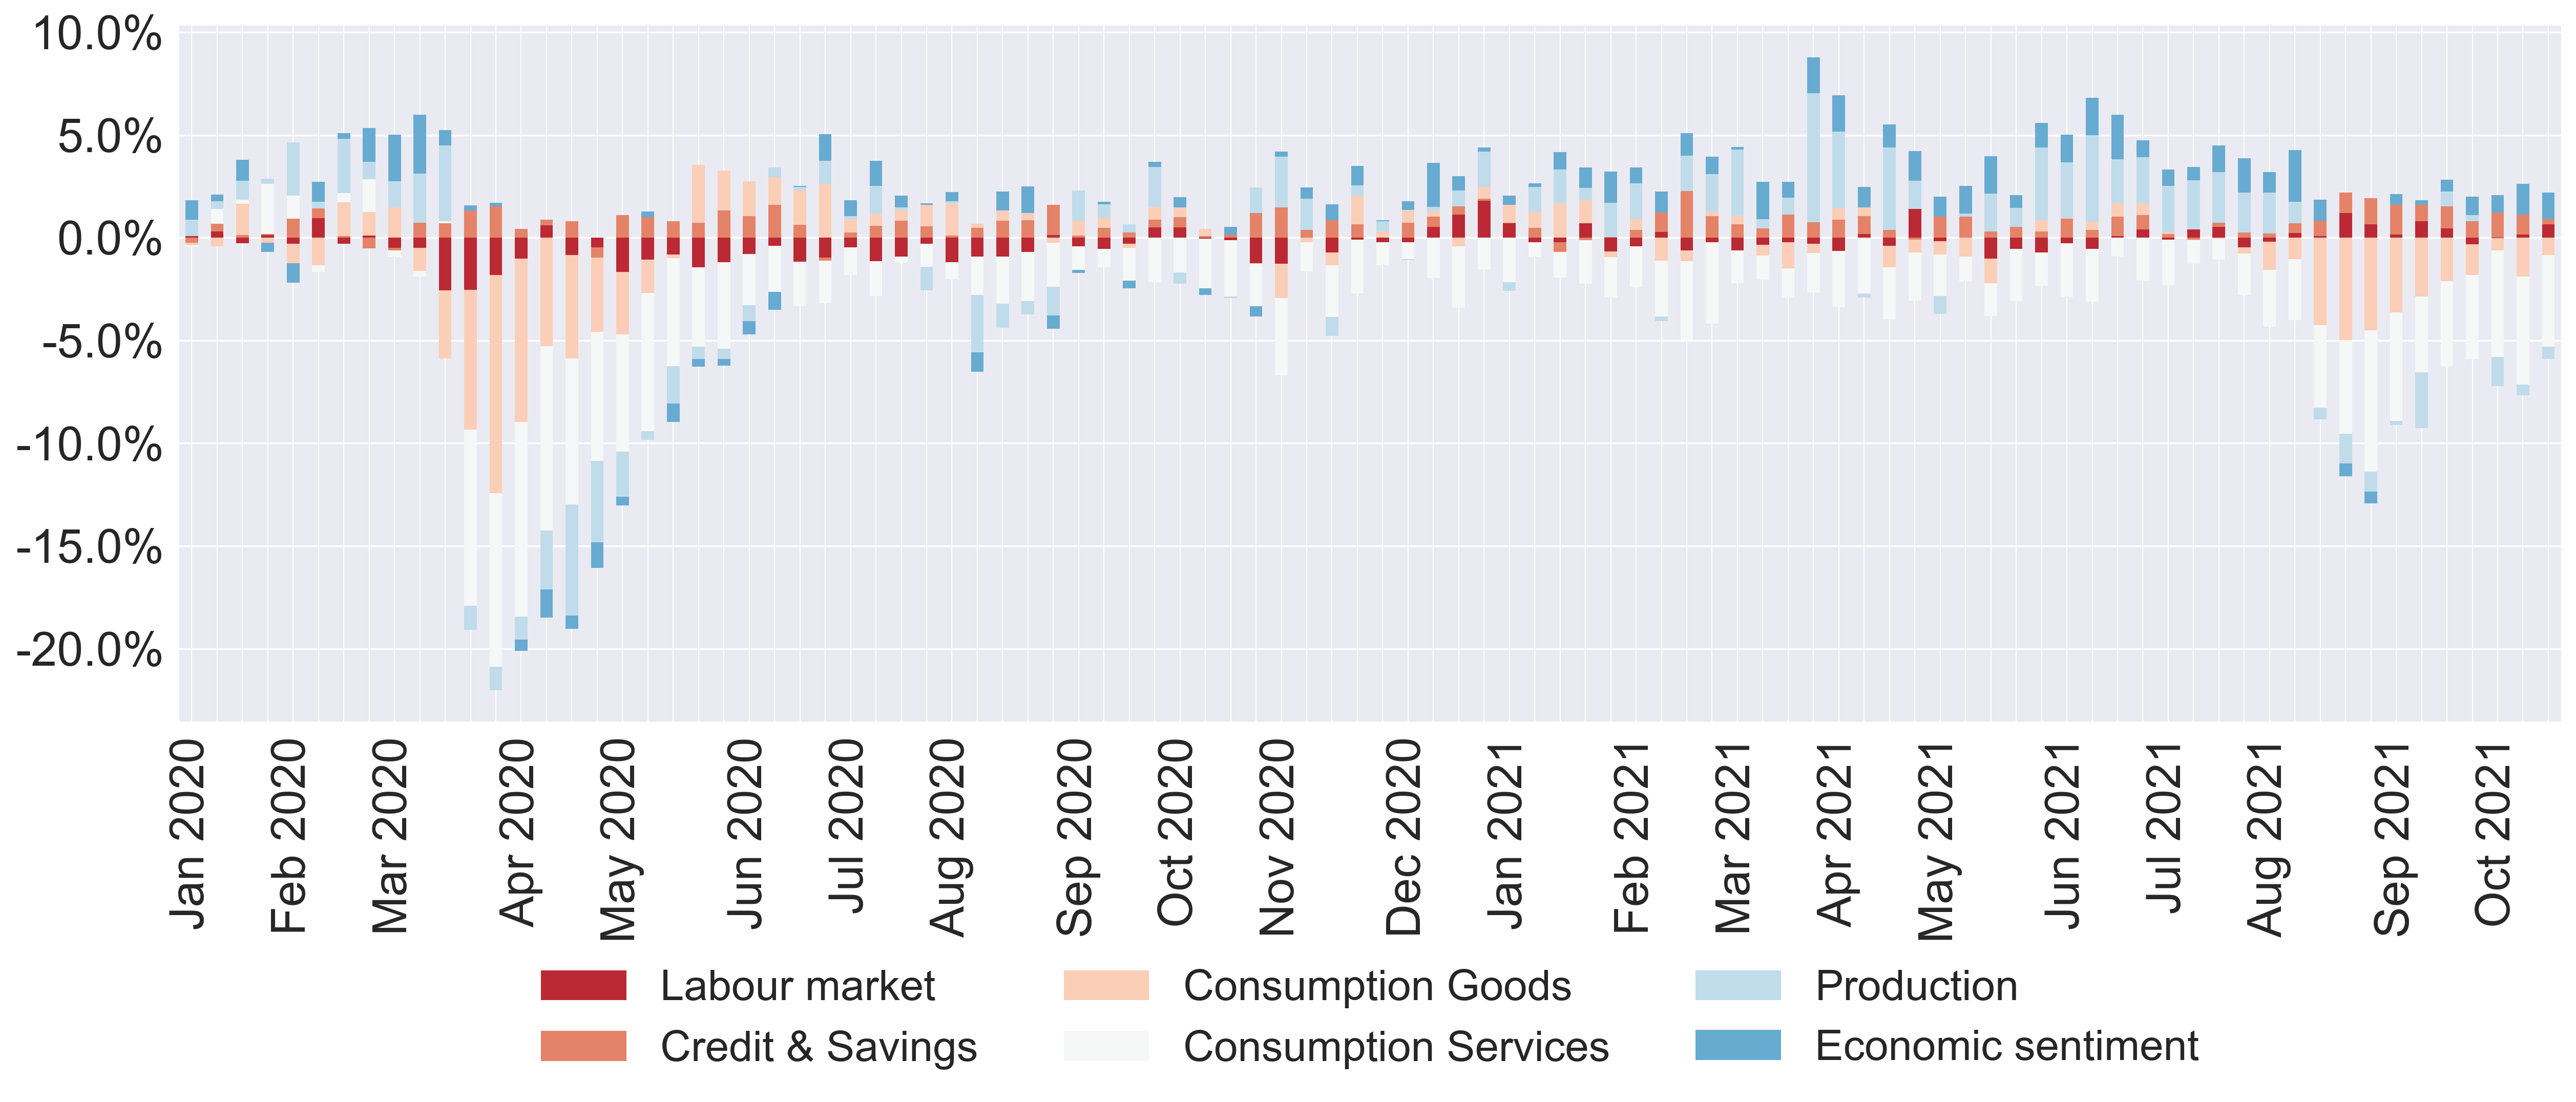 10.0%
5.0%
0.0%
-5.0%
-10.0%
-15.0%
-20.0%
Jan 2020
Feb 2020
Mar 2020
Apr 2020
May 2020
Jun 2020
Jul 2020
Aug 2020
Sep 2020
Oct 2020
Nov 2020
Dec 2020
Jan 2021
Feb 2021
Mar 2021
Apr 2021
May 2021
Jun 2021
Jul 2021
Aug 2021
Sep 2021
Oct 2021
Labour market
Consumption Goods
Production
Credit & Savings
Consumption Services
Economic sentiment